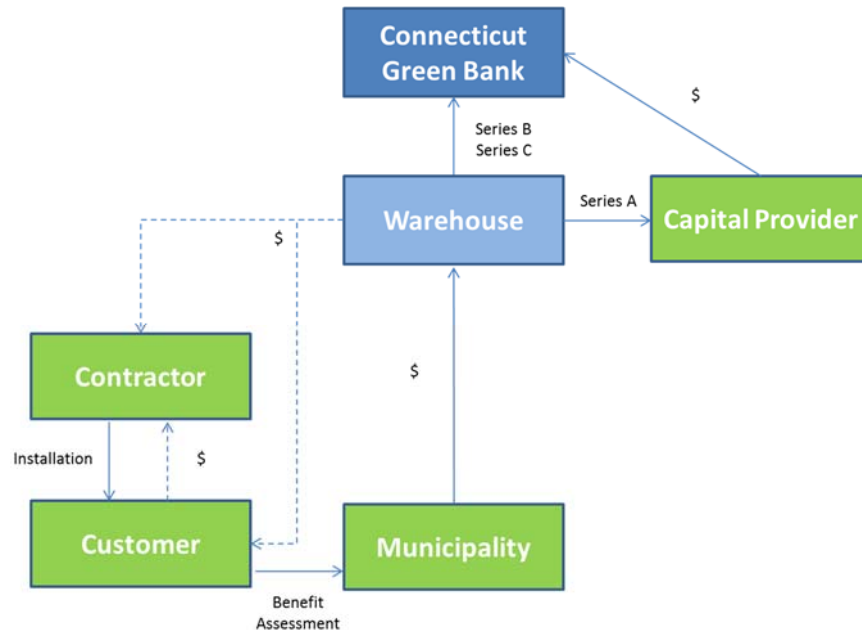 Connecticut
Green Bank
$
Series B
Series C
Warehouse
Series A
Capital Provider
$
Contractor
$
Installation
$
Customer
Municipality
Benefit
Assessment